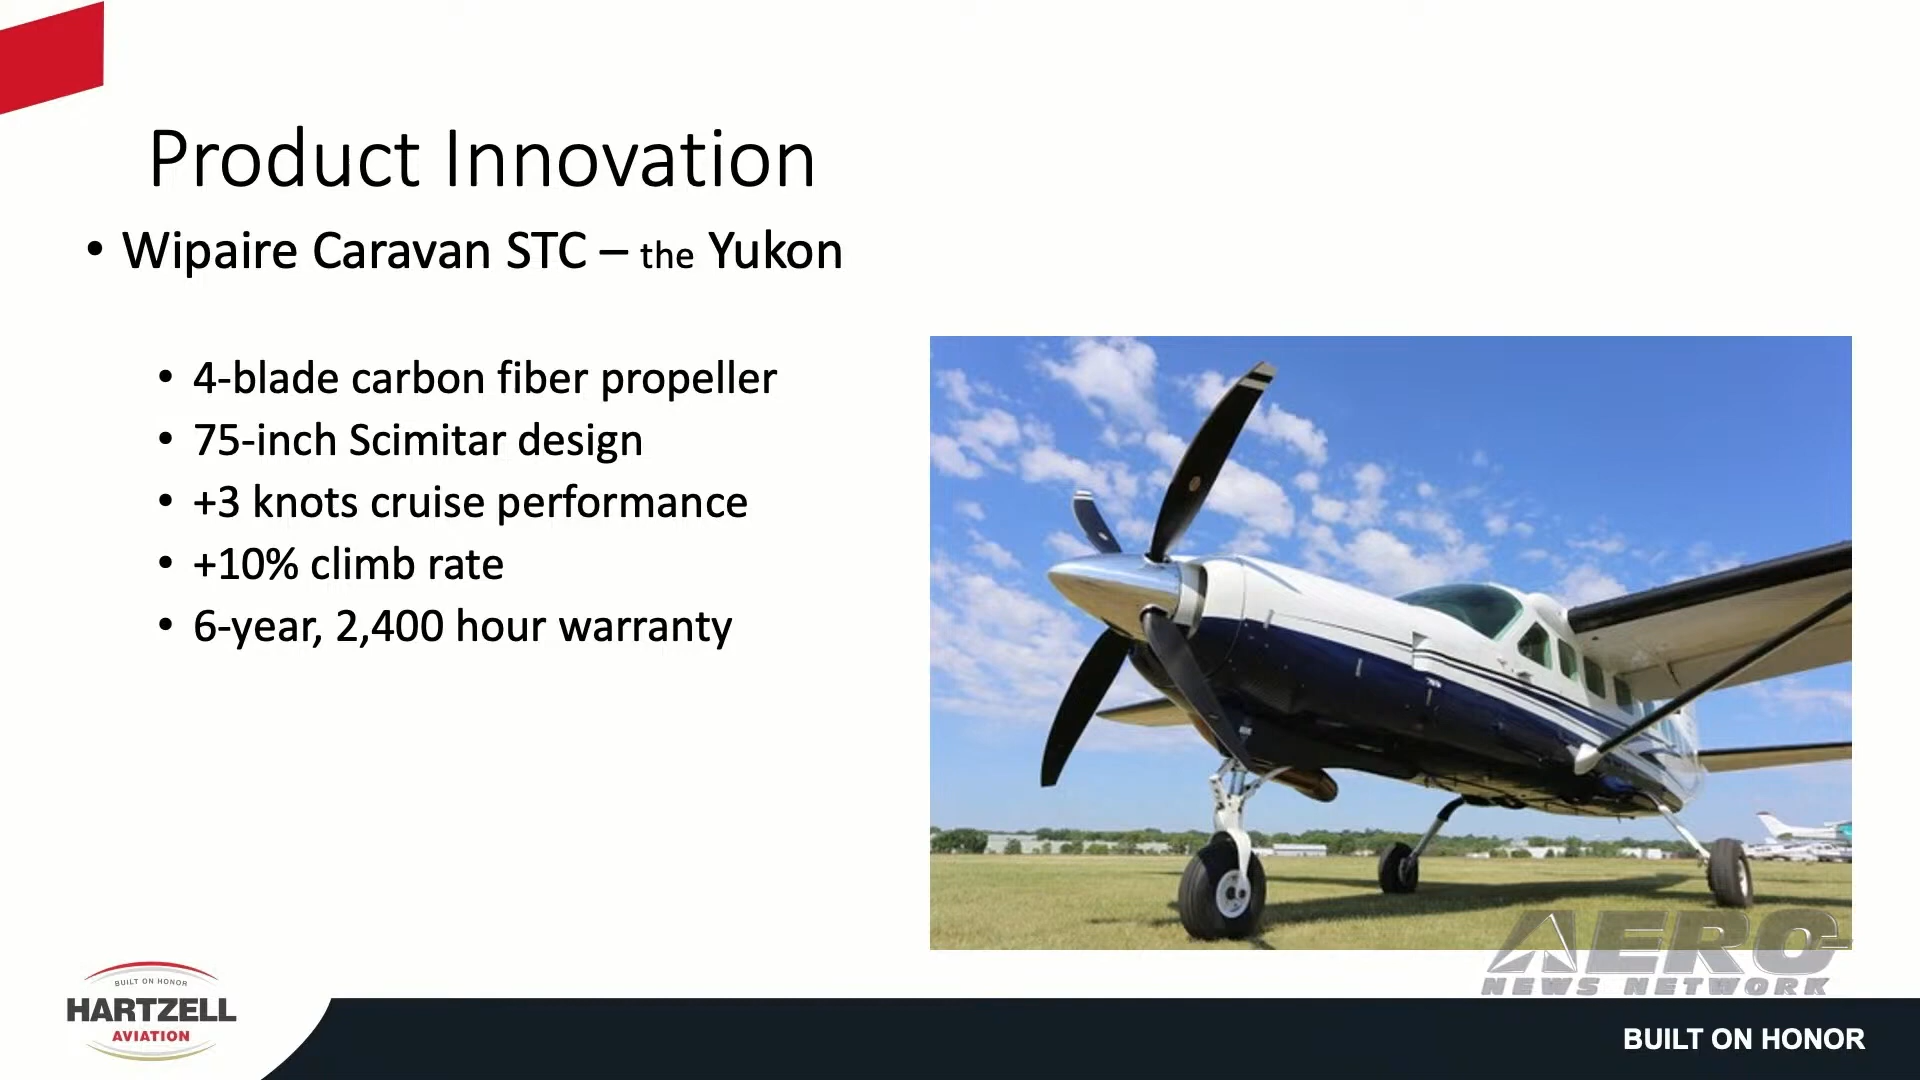 Product Innovation
• Wipaire Caravan STC – the Yukon
• 4-blade carbon fiber propeller
• 75-inch Scimitar design
• +3 knots cruise performance
• +10% climb rate
• 6-year, 2,400 hour warranty
AERO
NEWS NETWORK
BUILT ON HONOR
HARTZELL
AVIATION
BUILT ON HONOR